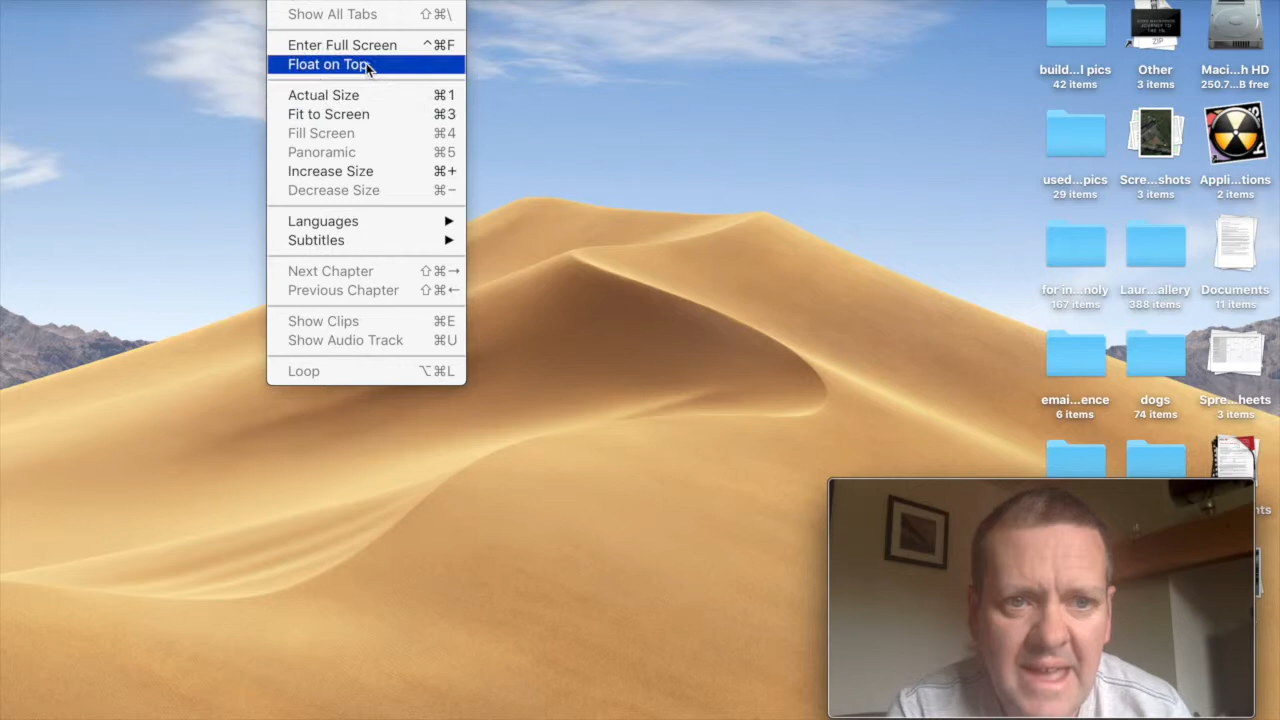 Show All Tabs ⇧⌘\
Enter Full Screen ^⌘F
Float on Top
Actual Size ⌘1
Fit to Screen ⌘3
Fill Screen ⌘4
Panoramic ⌘5
Increase Size ⌘+
Decrease Size ⌘−
Languages ▶
Subtitles ▶
Next Chapter ⇧⌘→
Previous Chapter ⇧⌘←
Show Clips ⌘E
Show Audio Track ⌘U
Loop ⌥⌘L
build...l pics
42 items
Other
3 items
Maci...h HD
250.7...B free
used...pics
29 items
Scre...shots
3 items
Appli...tions
2 items
for in...noly
167 items
Laur...allery
388 items
Documents
11 items
emai...ence
6 items
dogs
74 items
Spre...heets
3 items
ZIP